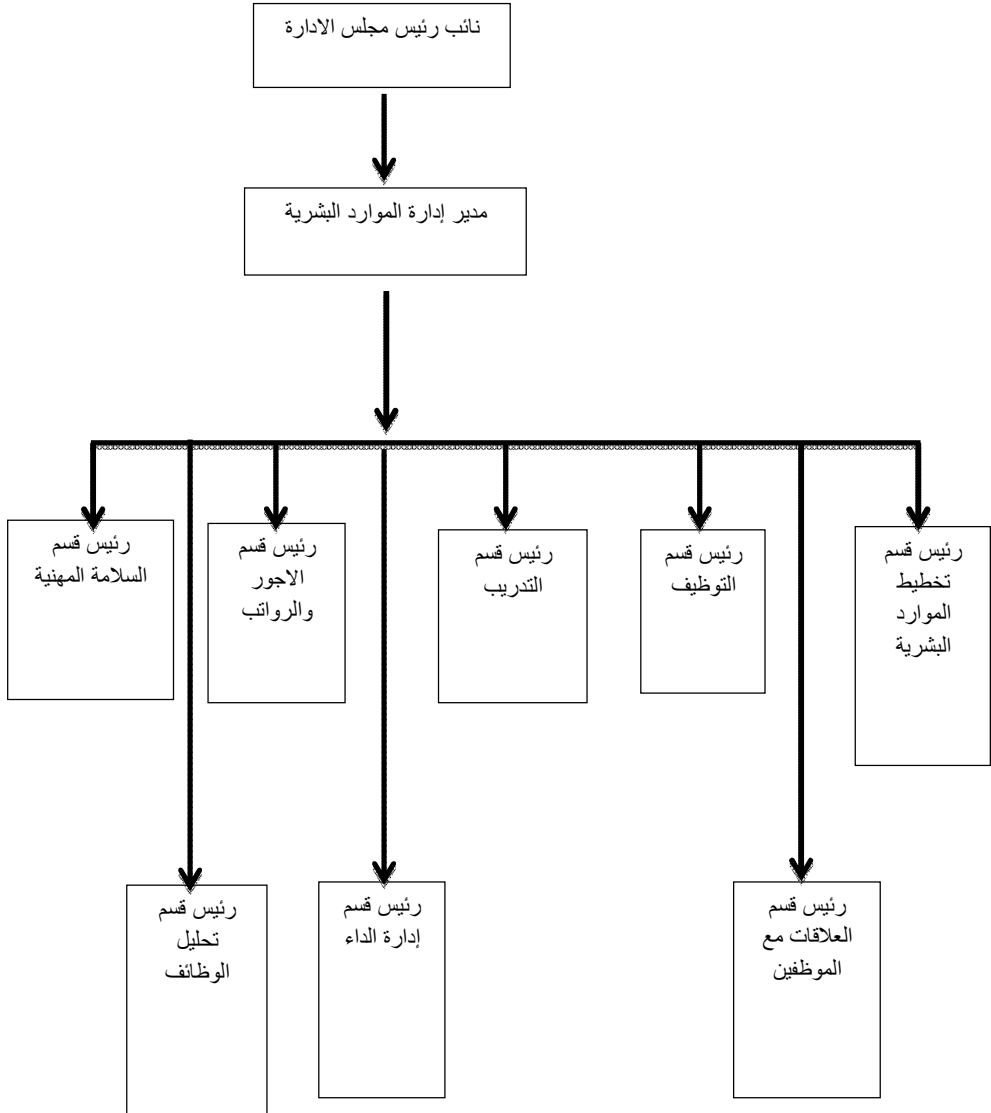 نائب رئيس مجلس الادارة
مدير إدارة الموارد البشرية
رئيس قسم
تخطيط
الموارد
البشرية
رئيس قسم
التوظيف
رئيس قسم
التدريب
رئيس قسم
الاجور
والرواتب
رئيس قسم
السلامة المهنية
رئيس قسم
العلاقات مع
الموظفين
رئيس قسم
إدارة الداء
رئيس قسم
تحليل
الوظائف